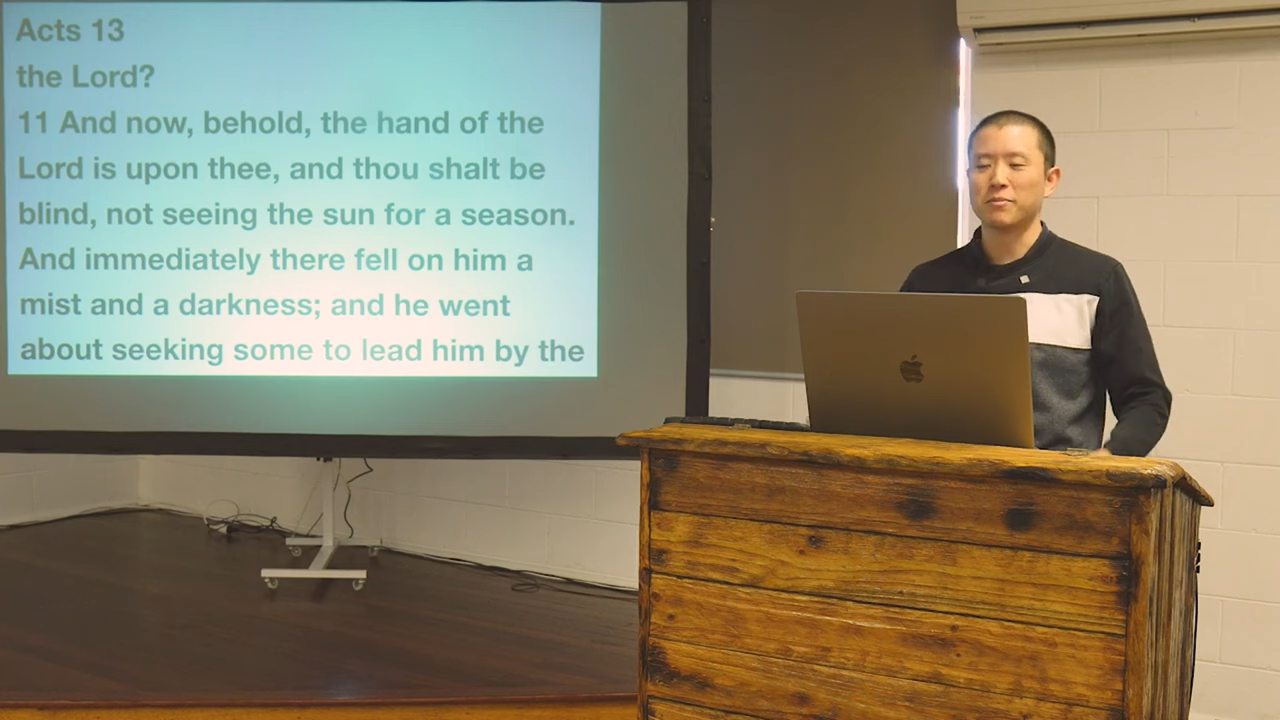 Acts 13
the Lord?
11 And now, behold, the hand of the
Lord is upon thee, and thou shalt be
blind, not seeing the sun for a season.
And immediately there fell on him a
mist and a darkness; and he went
about seeking some to lead him by the